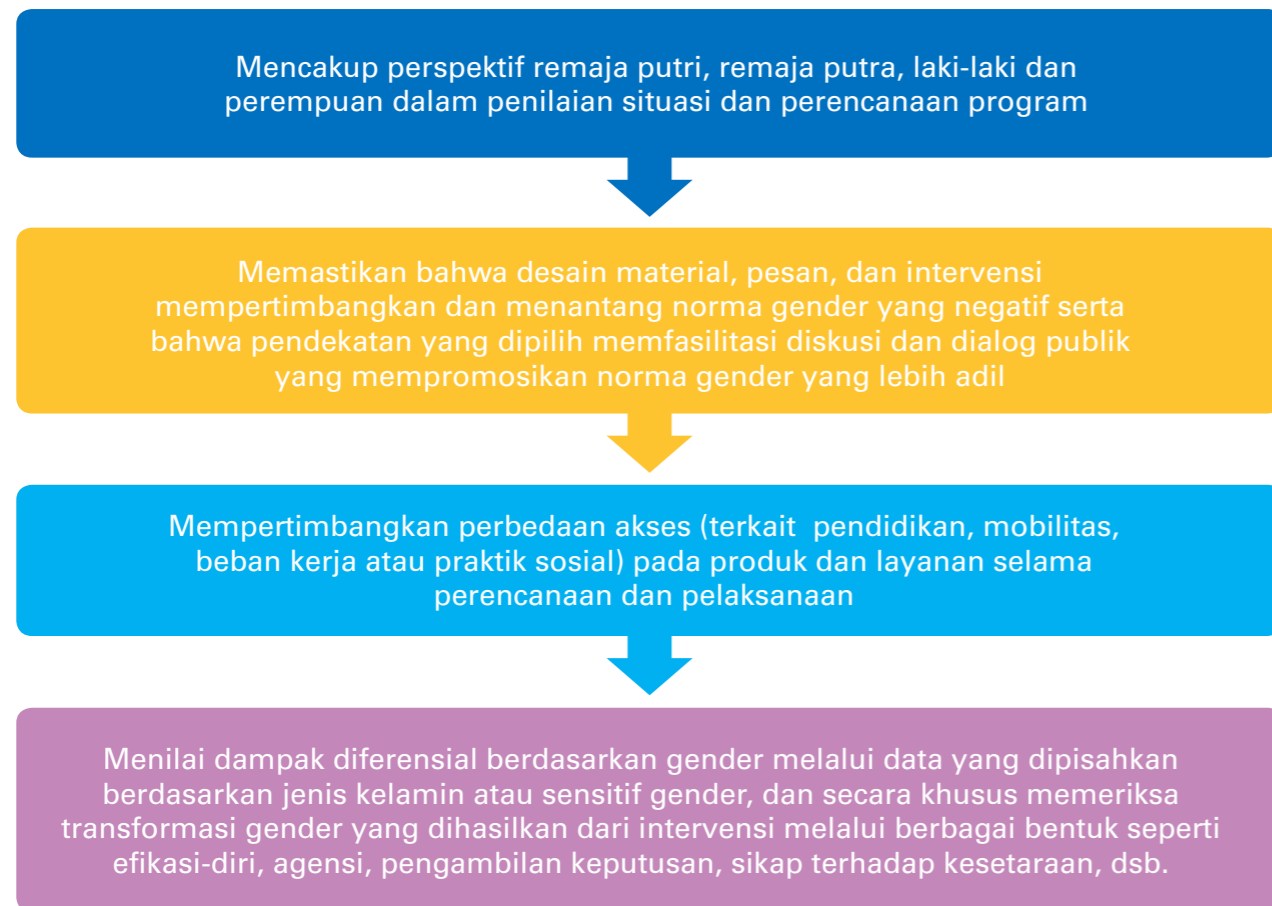 Mencakup perspektif remaja putri, remaja putra, laki-laki dan
perempuan dalam penilaian situasi dan perencanaan program
Memastikan bahwa desain material, pesan, dan intervensi
mempertimbangkan dan menantang norma gender yang negatif serta
bahwa pendekatan yang dipilih memfasilitasi diskusi dan dialog publik
yang mempromosikan norma gender yang lebih adil
Mempertimbangkan perbedaan akses (terkait  pendidikan, mobilitas,
beban kerja atau praktik sosial) pada produk dan layanan selama
perencanaan dan pelaksanaan
Menilai dampak diferensial berdasarkan gender melalui data yang dipisahkan
berdasarkan jenis kelamin atau sensitif gender, dan secara khusus memeriksa
transformasi gender yang dihasilkan dari intervensi melalui berbagai bentuk seperti
efikasi-diri, agensi, pengambilan keputusan, sikap terhadap kesetaraan, dsb.